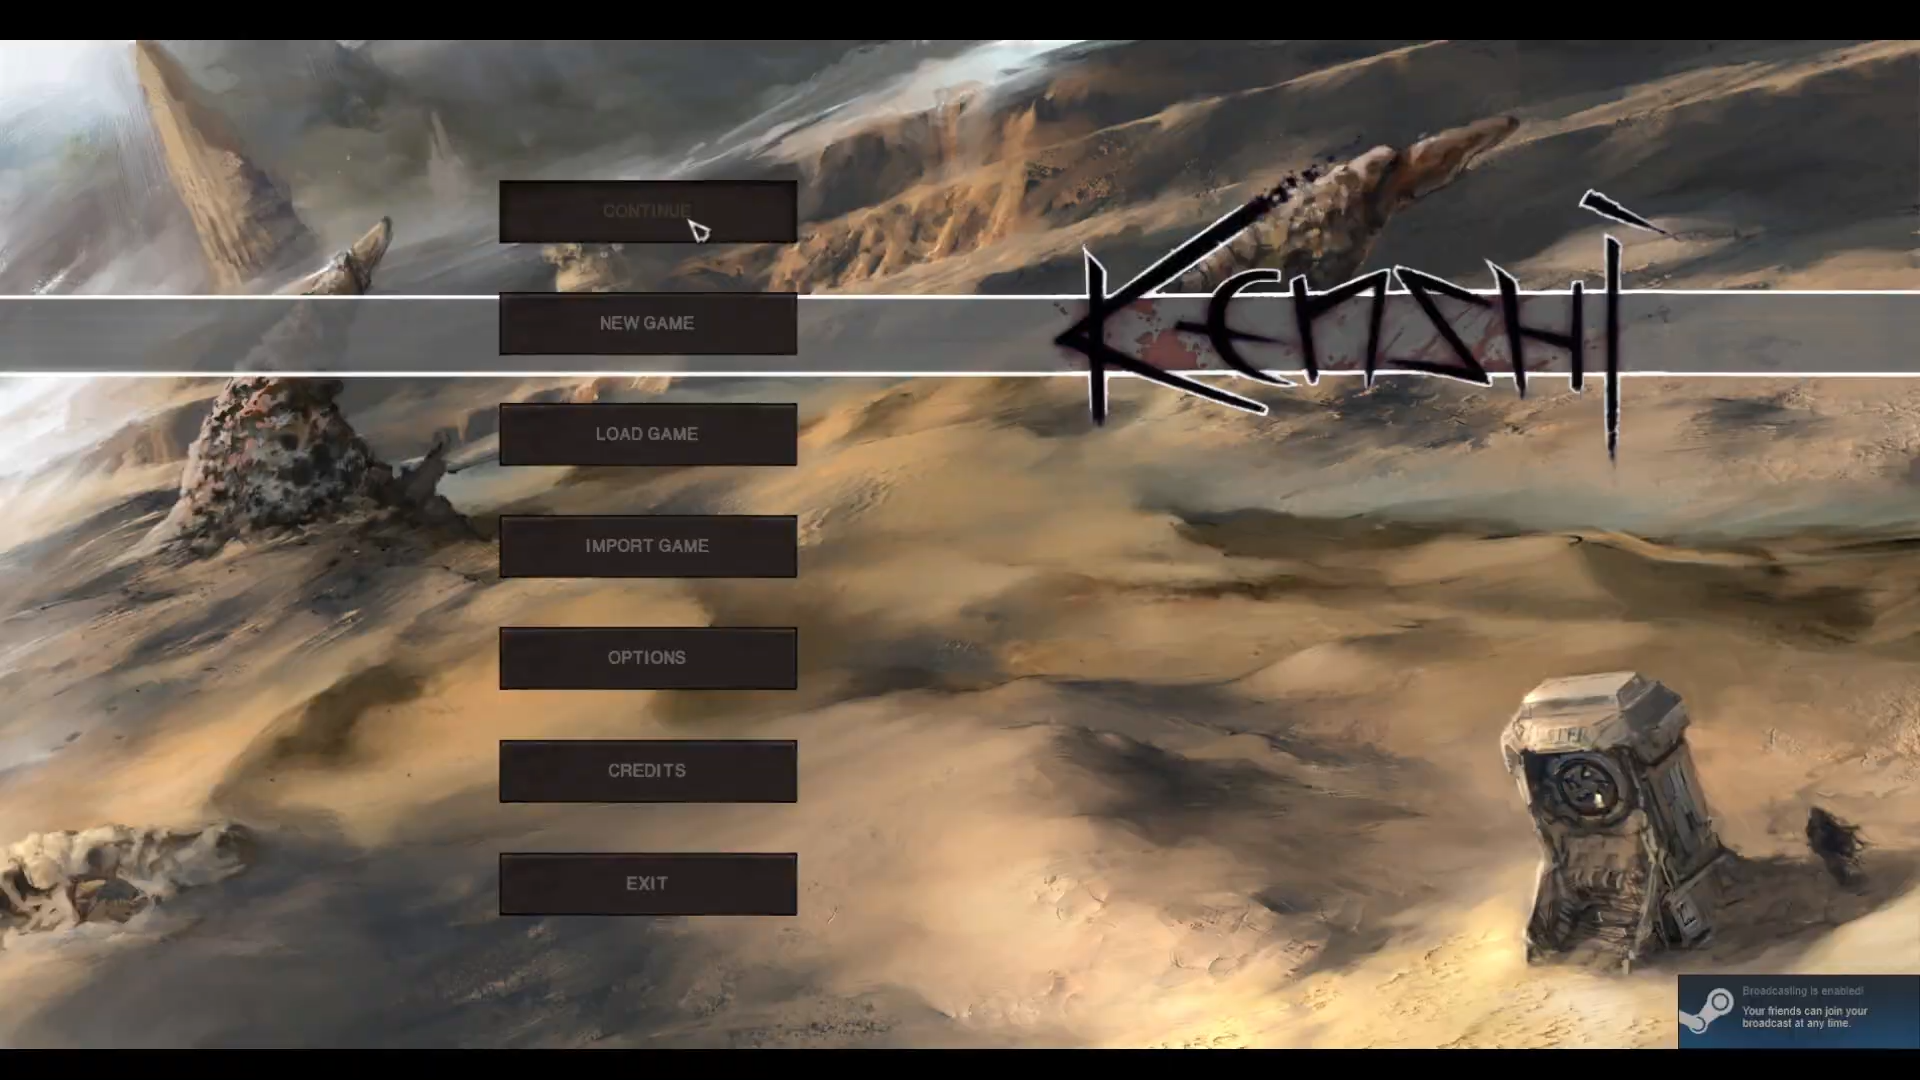 CONTINUE
NEW GAME
LOAD GAME
IMPORT GAME
OPTIONS
CREDITS
EXIT
KENSHI
Broadcasting is enabled!
Your friends can join your
broadcast at any time.